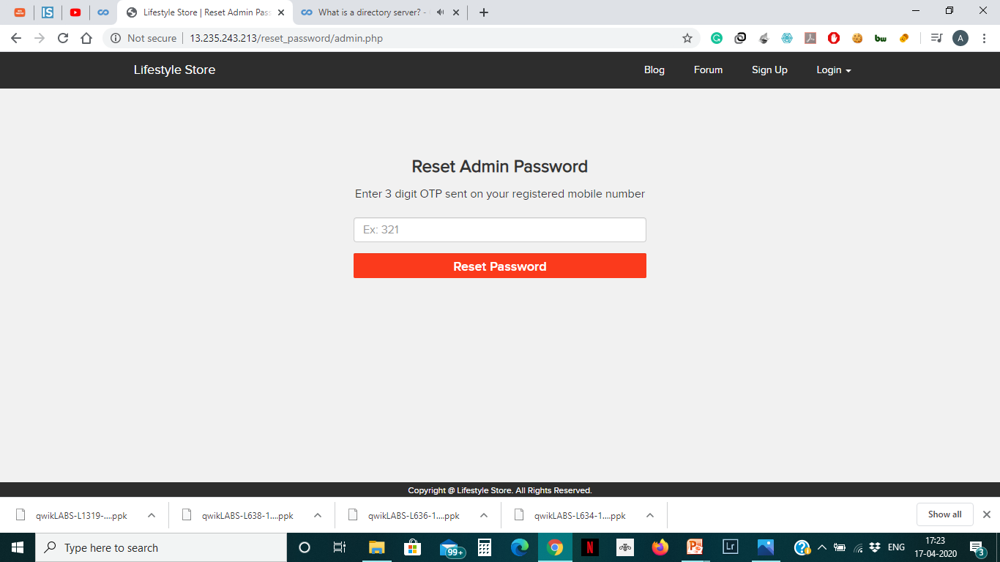 Lifestyle Store | Reset Admin Pass
What is a directory server? -
Not secure
13.235.243.213/reset_password/admin.php
bw
A
Lifestyle Store
Blog
Forum
Sign Up
Login
Reset Admin Password
Enter 3 digit OTP sent on your registered mobile number
Ex: 321
Reset Password
Copyright @ Lifestyle Store. All Rights Reserved.
qwikLABS-L1319-....ppk
qwikLABS-L638-1....ppk
qwikLABS-L636-1....ppk
qwikLABS-L634-1....ppk
Show all
Type here to search
99+
N
Lr
ENG
17:23
17-04-2020
3